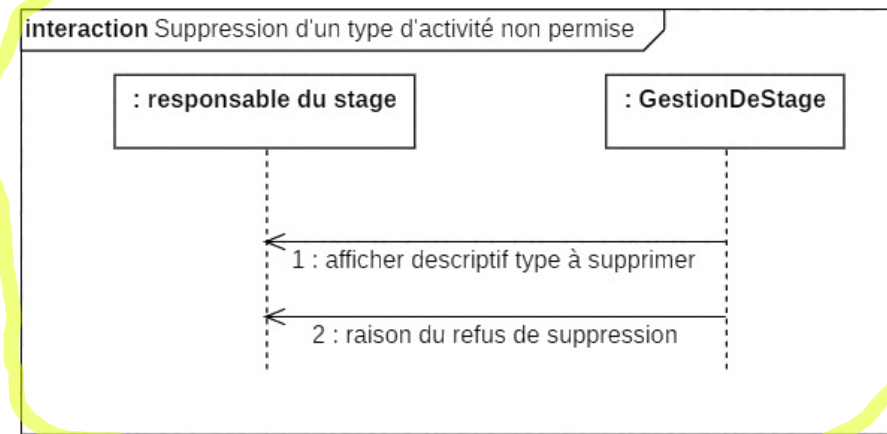 interaction Suppression d'un type d'activité non permise
: responsable du stage
: GestionDeStage
1 : afficher descriptif type à supprimer
2 : raison du refus de suppression